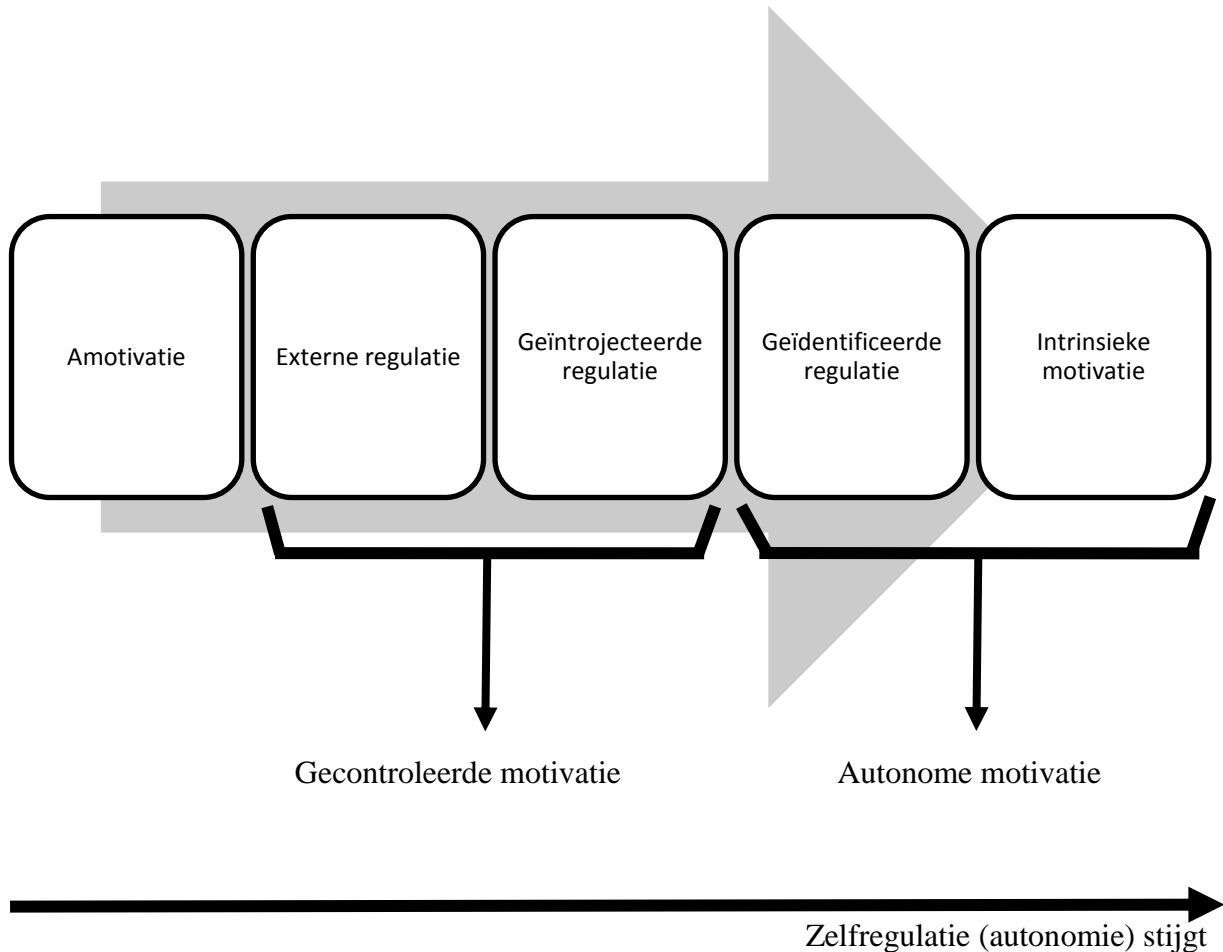 Amotivatie
Externe regulatie
Geïntrojecteerde
regulatie
Geïdentificeerde
regulatie
Intrinsieke
motivatie
Gecontroleerde motivatie
Autonome motivatie
Zelfregulatie (autonomie) stijgt